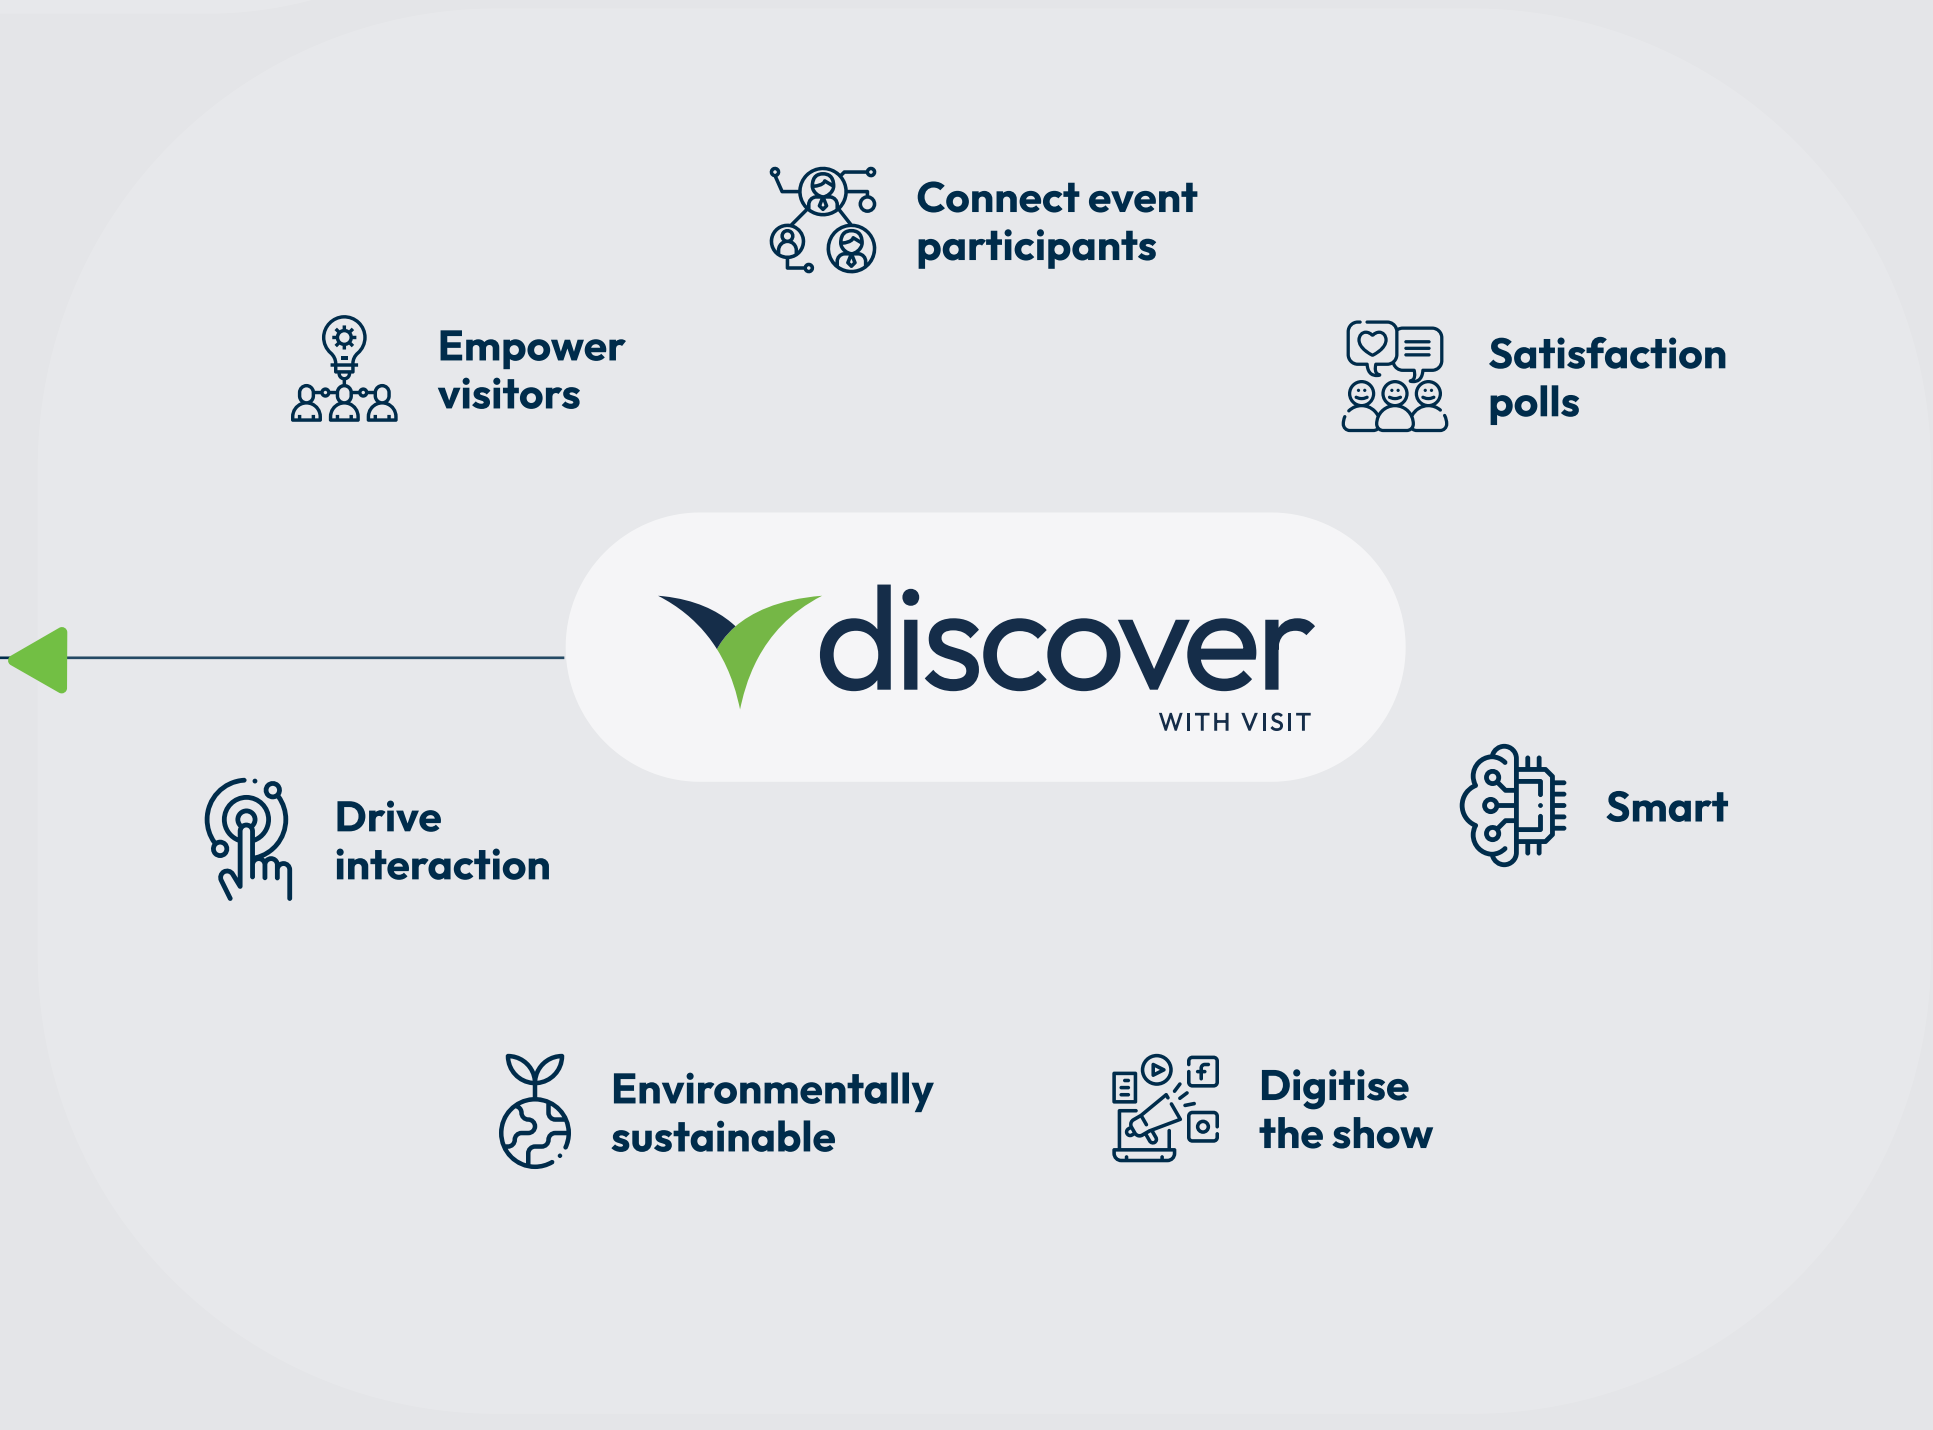 Connect event
participants
Empower
visitors
Satisfaction
polls
discover
WITH VISIT
Drive
interaction
Smart
Environmentally
sustainable
Digitise
the show